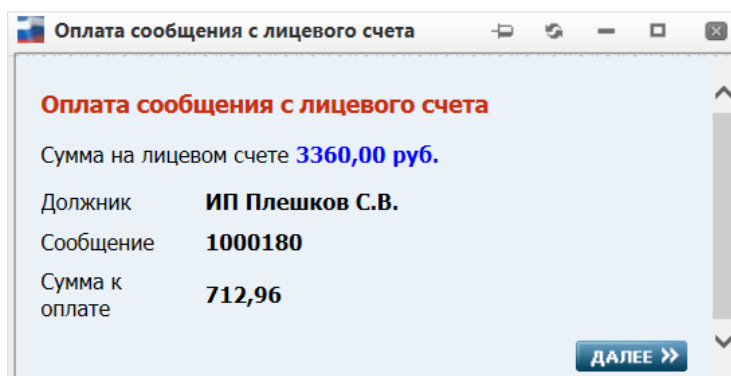 Оплата сообщения с лицевого счета
Оплата сообщения с лицевого счета
Сумма на лицевом счете 3360,00 руб.
Должник ИП Плешков С.В.
Сообщение 1000180
Сумма к
оплате 712,96
ДАЛЕЕ